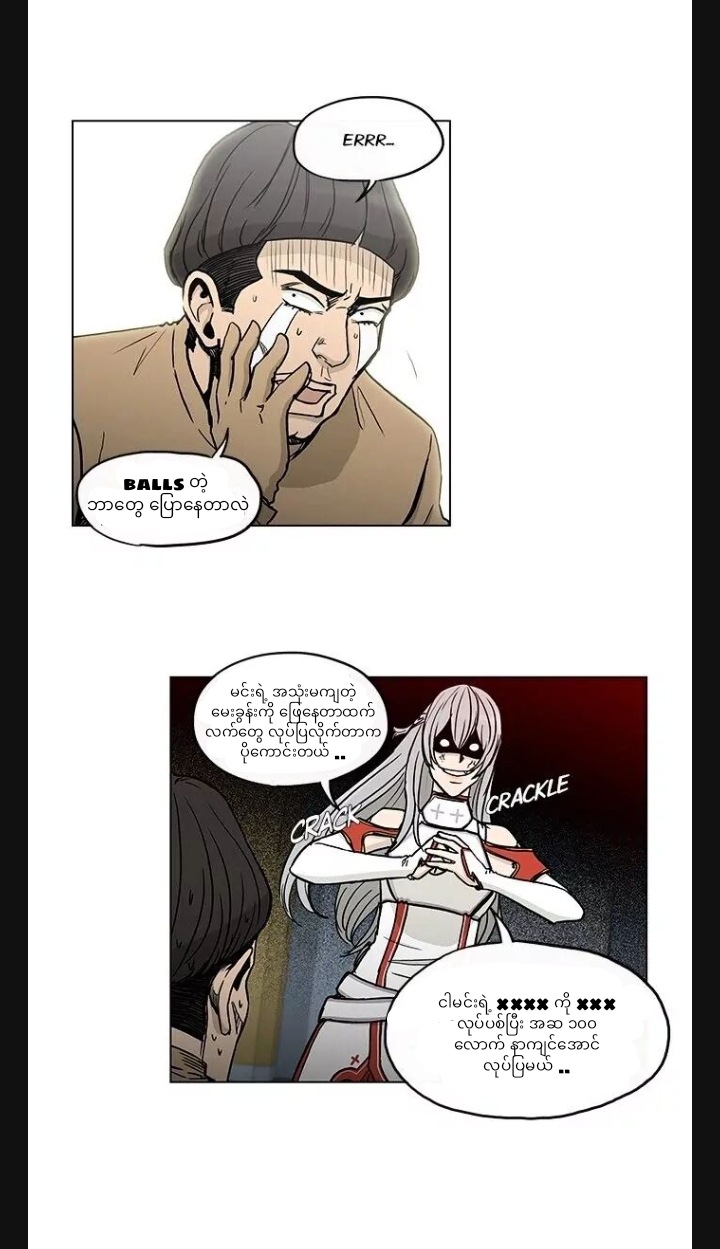 ERRR...
BALLS တဲ့
ဘာတွေ ပြောနေတာလဲ
မင်းရဲ့ အသုံးမကျတဲ့
မေးခွန်းကို ဖြေနေတာထက်
လက်တွေ့ လုပ်ပြလိုက်တာက
ပိုကောင်းတယ် ..
CRACK
CRACKLE
ငါမင်းရဲ့ XXXX ကို XXX
လုပ်ပစ်ပြီး အဆ ၁၀၀
လောက် နာကျင်အောင်
လုပ်ပြမယ် ..